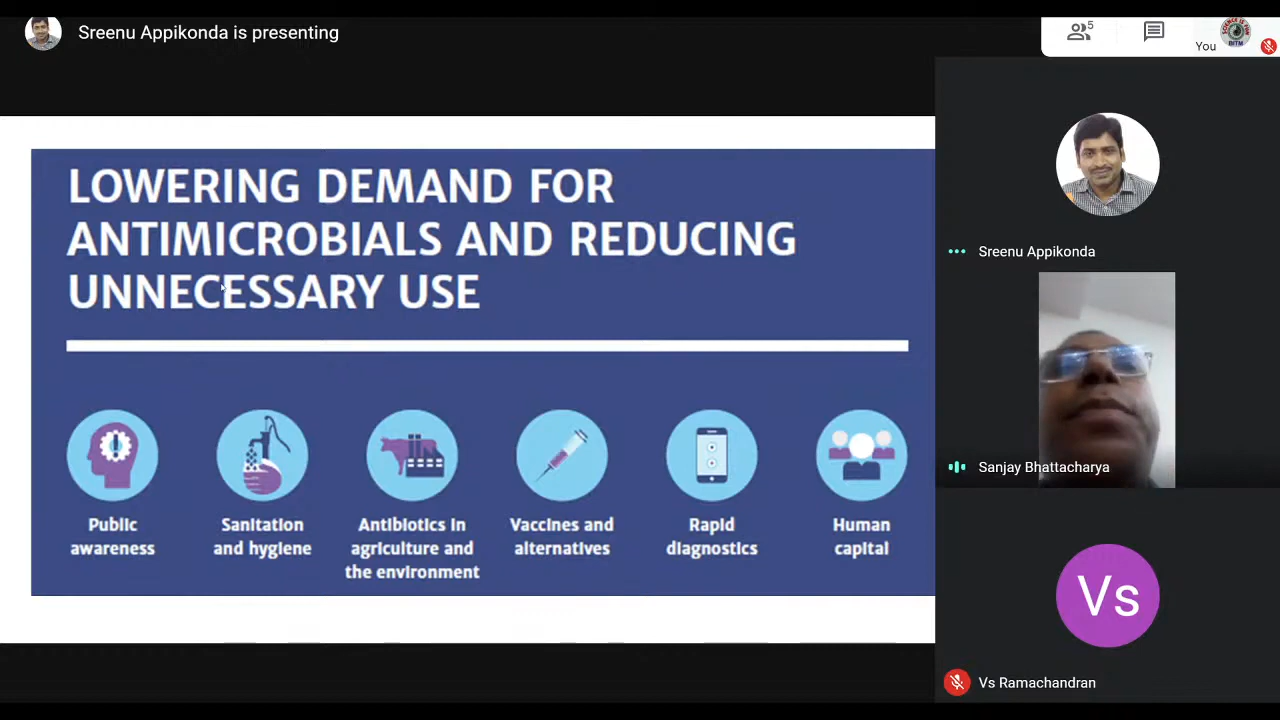 Sreenu Appikonda is presenting
5
You
LOWERING DEMAND FOR
ANTIMICROBIALS AND REDUCING
UNNECESSARY USE
Public
awareness
Sanitation
and hygiene
Antibiotics in
agriculture and
the environment
Vaccines and
alternatives
Rapid
diagnostics
Human
capital
Sreenu Appikonda
Sanjay Bhattacharya
Vs
Vs Ramachandran